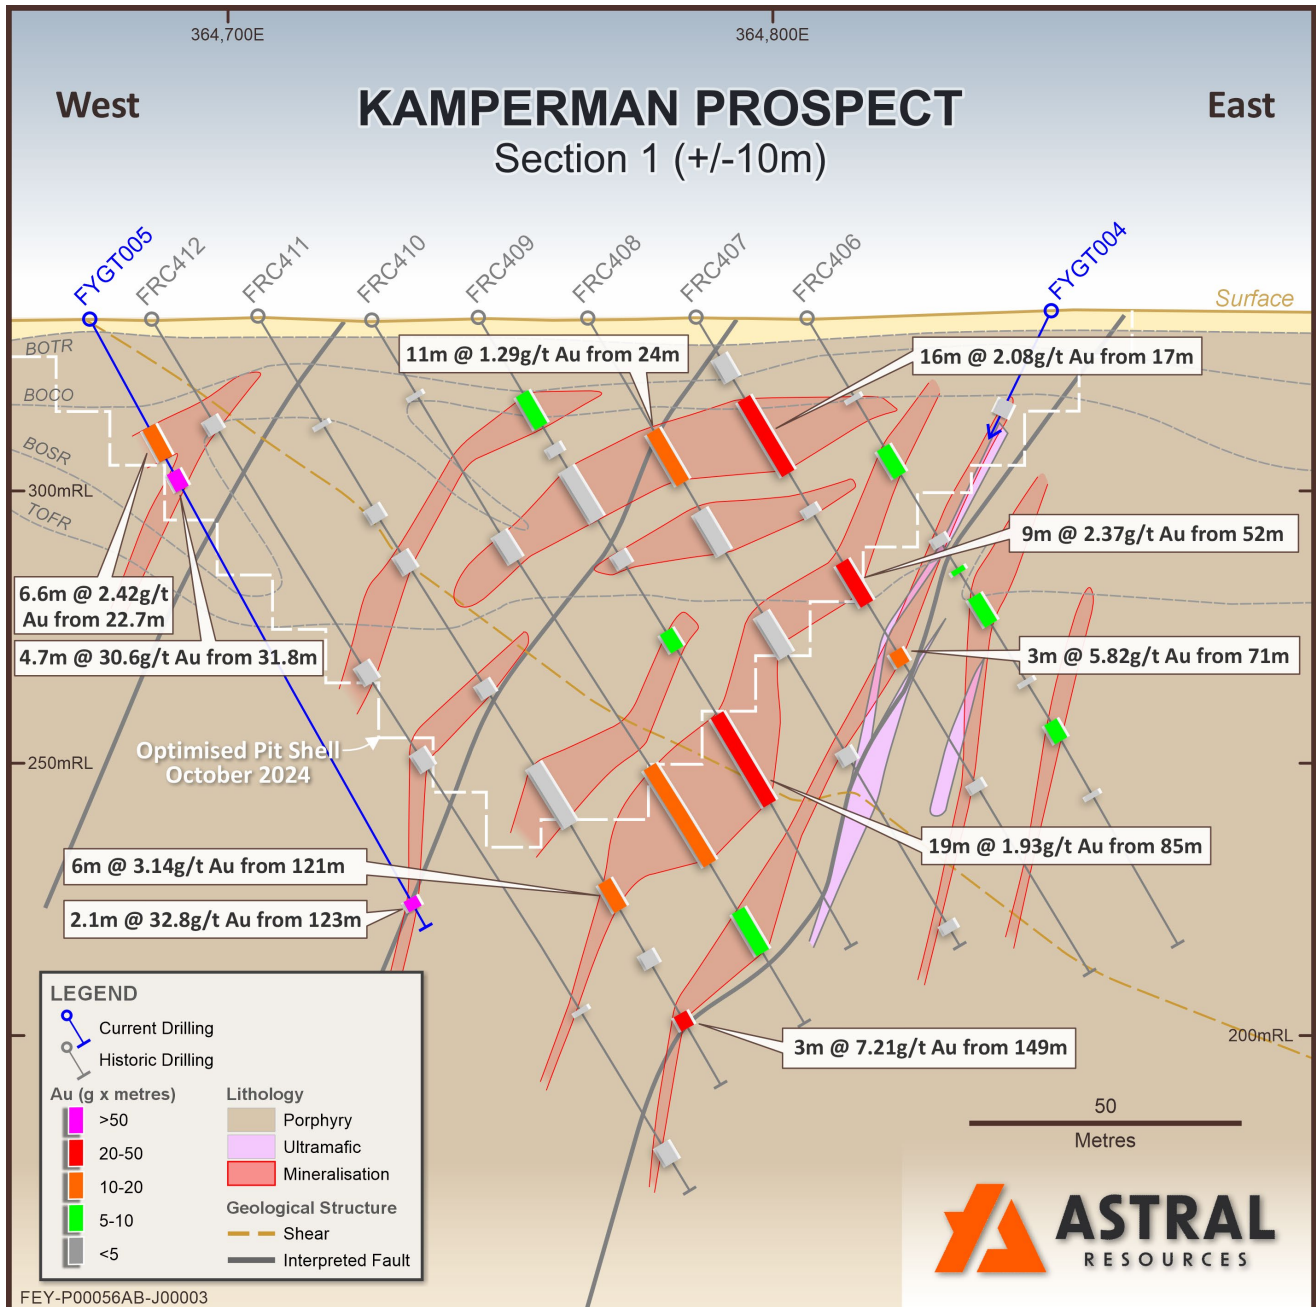 364,700E
364,800E
West
KAMPERMAN PROSPECT
East
Section 1 (+/-10m)
FYGT005
FRC412
FRC411
FRC410
FRC409
FRC408
FRC407
FRC406
FYGT004
Surface
BOTR
BOCO
BOSR
TOFR
11m @ 1.29g/t Au from 24m
16m @ 2.08g/t Au from 17m
300mRL
9m @ 2.37g/t Au from 52m
6.6m @ 2.42g/t
Au from 22.7m
4.7m @ 30.6g/t Au from 31.8m
3m @ 5.82g/t Au from 71m
Optimised Pit Shell
October 2024
250mRL
19m @ 1.93g/t Au from 85m
6m @ 3.14g/t Au from 121m
2.1m @ 32.8g/t Au from 123m
3m @ 7.21g/t Au from 149m
200mRL
LEGEND
Current Drilling
Historic Drilling
Au (g x metres)
>50
20-50
10-20
5-10
<5
Lithology
Porphyry
Ultramafic
Mineralisation
Geological Structure
Shear
Interpreted Fault
50
Metres
ASTRAL
RESOURCES
FEY-P00056AB-J00003